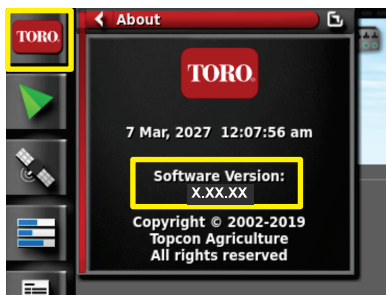 TORO
About
TORO.
7 Mar, 2027 12:07:56 am
Software Version:
X.XX.XX
Copyright © 2002-2019
Topcon Agriculture
All rights reserved